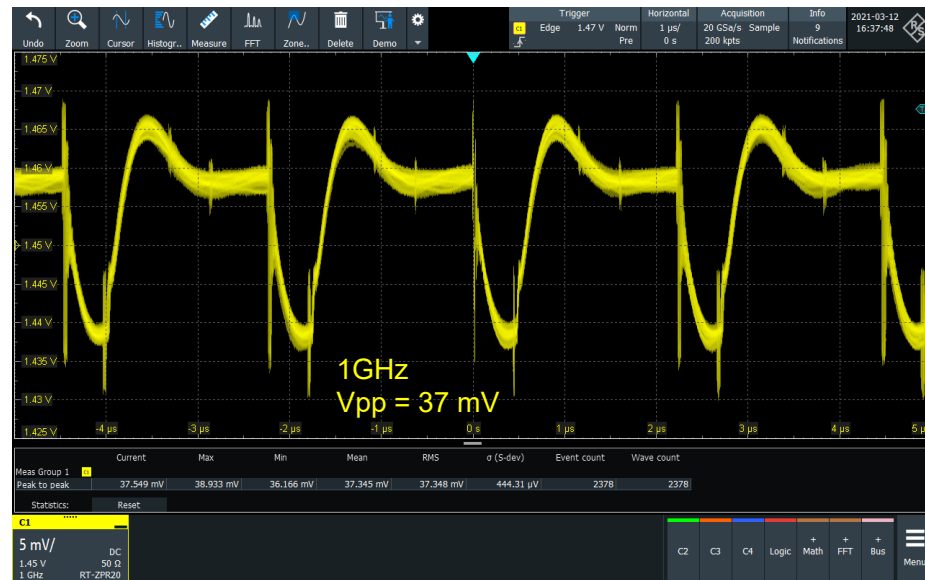 Undo Zoom Cursor Histogr... Measure FFT Zone... Delete Demo
Trigger Horizontal Acquisition Info 2021-03-12
C1 Edge 1.47 V Norm 1 µs/ 20 GSa/s Sample 9 16:37:48
Pre 0 s 200 kpts Notifications
1.475 V
1.47 V
1.465 V
1.46 V
1.455 V
1.45 V
1.445 V
1.44 V
1.435 V
1.43 V
1.425 V
1GHz
Vpp = 37 mV
-4 µs -3 µs -2 µs -1 µs 0 s 1 µs 2 µs 3 µs 4 µs 5 µ
Current Max Min Mean RMS σ (S-dev) Event count Wave count
Meas Group 1 C1
Peak to peak 37.549 mV 38.933 mV 36.166 mV 37.345 mV 37.348 mV 444.31 µV 2378 2378
Statistics: Reset
C1
5 mV/ DC
1.45 V 50 Ω
1 GHz RT-ZPR20
C2 C3 C4 Logic + Math + FFT + Bus Menu